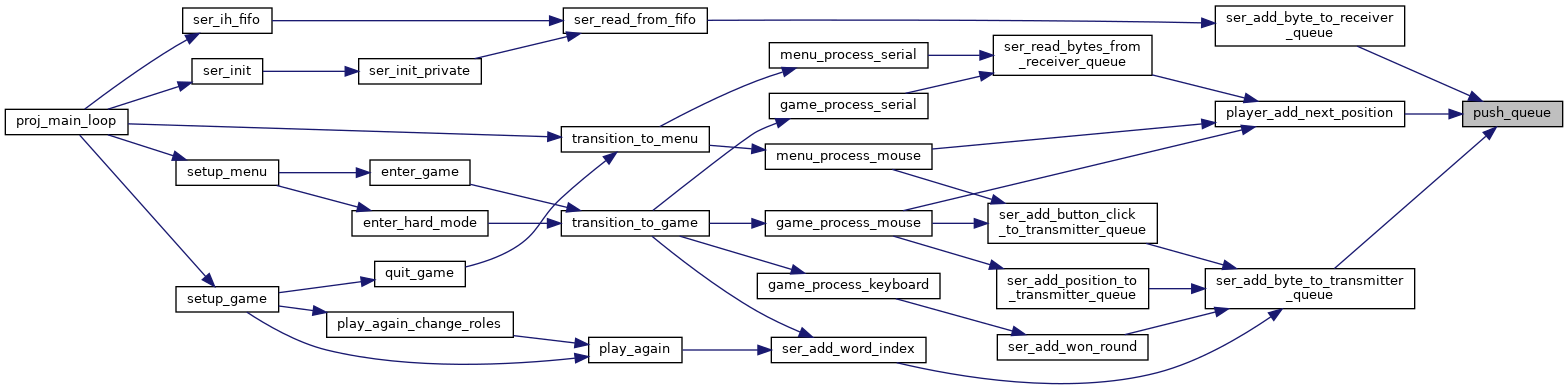 proj_main_loop
ser_ih_fifo
ser_init
setup_menu
setup_game
ser_init_private
enter_game
enter_hard_mode
quit_game
play_again_change_roles
ser_read_from_fifo
transition_to_menu
transition_to_game
play_again
menu_process_serial
game_process_serial
menu_process_mouse
game_process_mouse
game_process_keyboard
ser_add_word_index
ser_read_bytes_from
_receiver_queue
ser_add_button_click
_to_transmitter_queue
ser_add_position_to
_transmitter_queue
ser_add_won_round
ser_add_byte_to_receiver
_queue
player_add_next_position
ser_add_byte_to_transmitter
_queue
push_queue